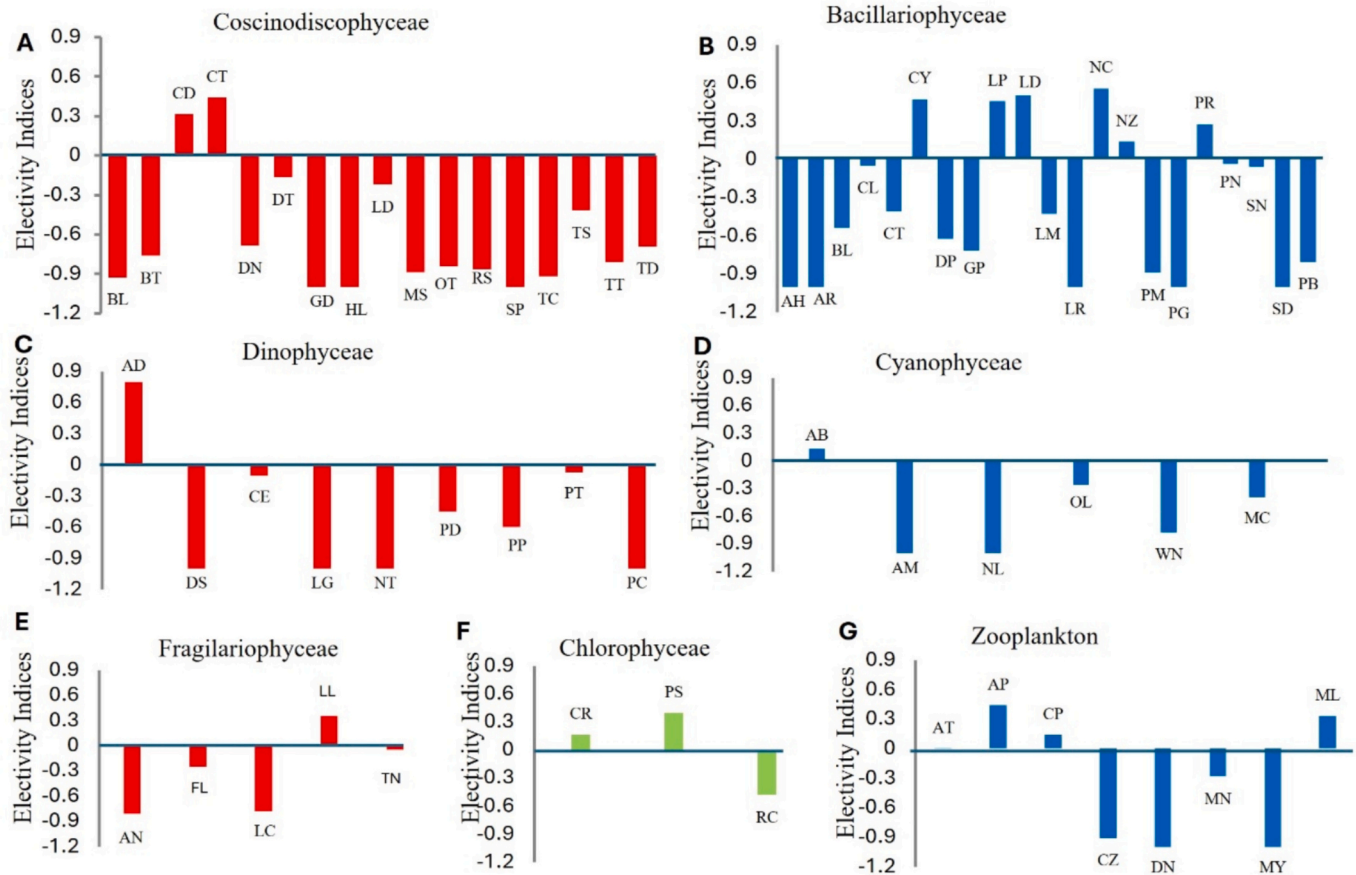 Coscinodiscophyceae
A
Electivity Indices
0.9
0.6
0.3
0
-0.3
-0.6
-0.9
-1.2
BL
BT
CD
CT
DN
DT
GD
HL
LD
MS
OT
RS
SP
TC
TS
TT
TD
Bacillariophyceae
B
Electivity Indices
0.9
0.6
0.3
0
-0.3
-0.6
-0.9
-1.2
AH
AR
BL
CL
CT
CY
DP
GP
LP
LD
LM
LR
NC
NZ
PM
PG
PR
PN
SN
SD
PB
Dinophyceae
C
Electivity Indices
0.9
0.6
0.3
0
-0.3
-0.6
-0.9
-1.2
AD
DS
CE
LG
NT
PD
PP
PT
PC
Cyanophyceae
D
Electivity Indices
0.9
0.6
0.3
0
-0.3
-0.6
-0.9
-1.2
AB
AM
NL
OL
WN
MC
Fragilariophyceae
E
Electivity Indices
0.9
0.6
0.3
0
-0.3
-0.6
-0.9
-1.2
AN
FL
LC
LL
TN
Chlorophyceae
F
Electivity Indices
0.9
0.6
0.3
0
-0.3
-0.6
-0.9
-1.2
CR
PS
RC
Zooplankton
G
Electivity Indices
0.9
0.6
0.3
0
-0.3
-0.6
-0.9
-1.2
AT
AP
CP
CZ
DN
MN
MY
ML